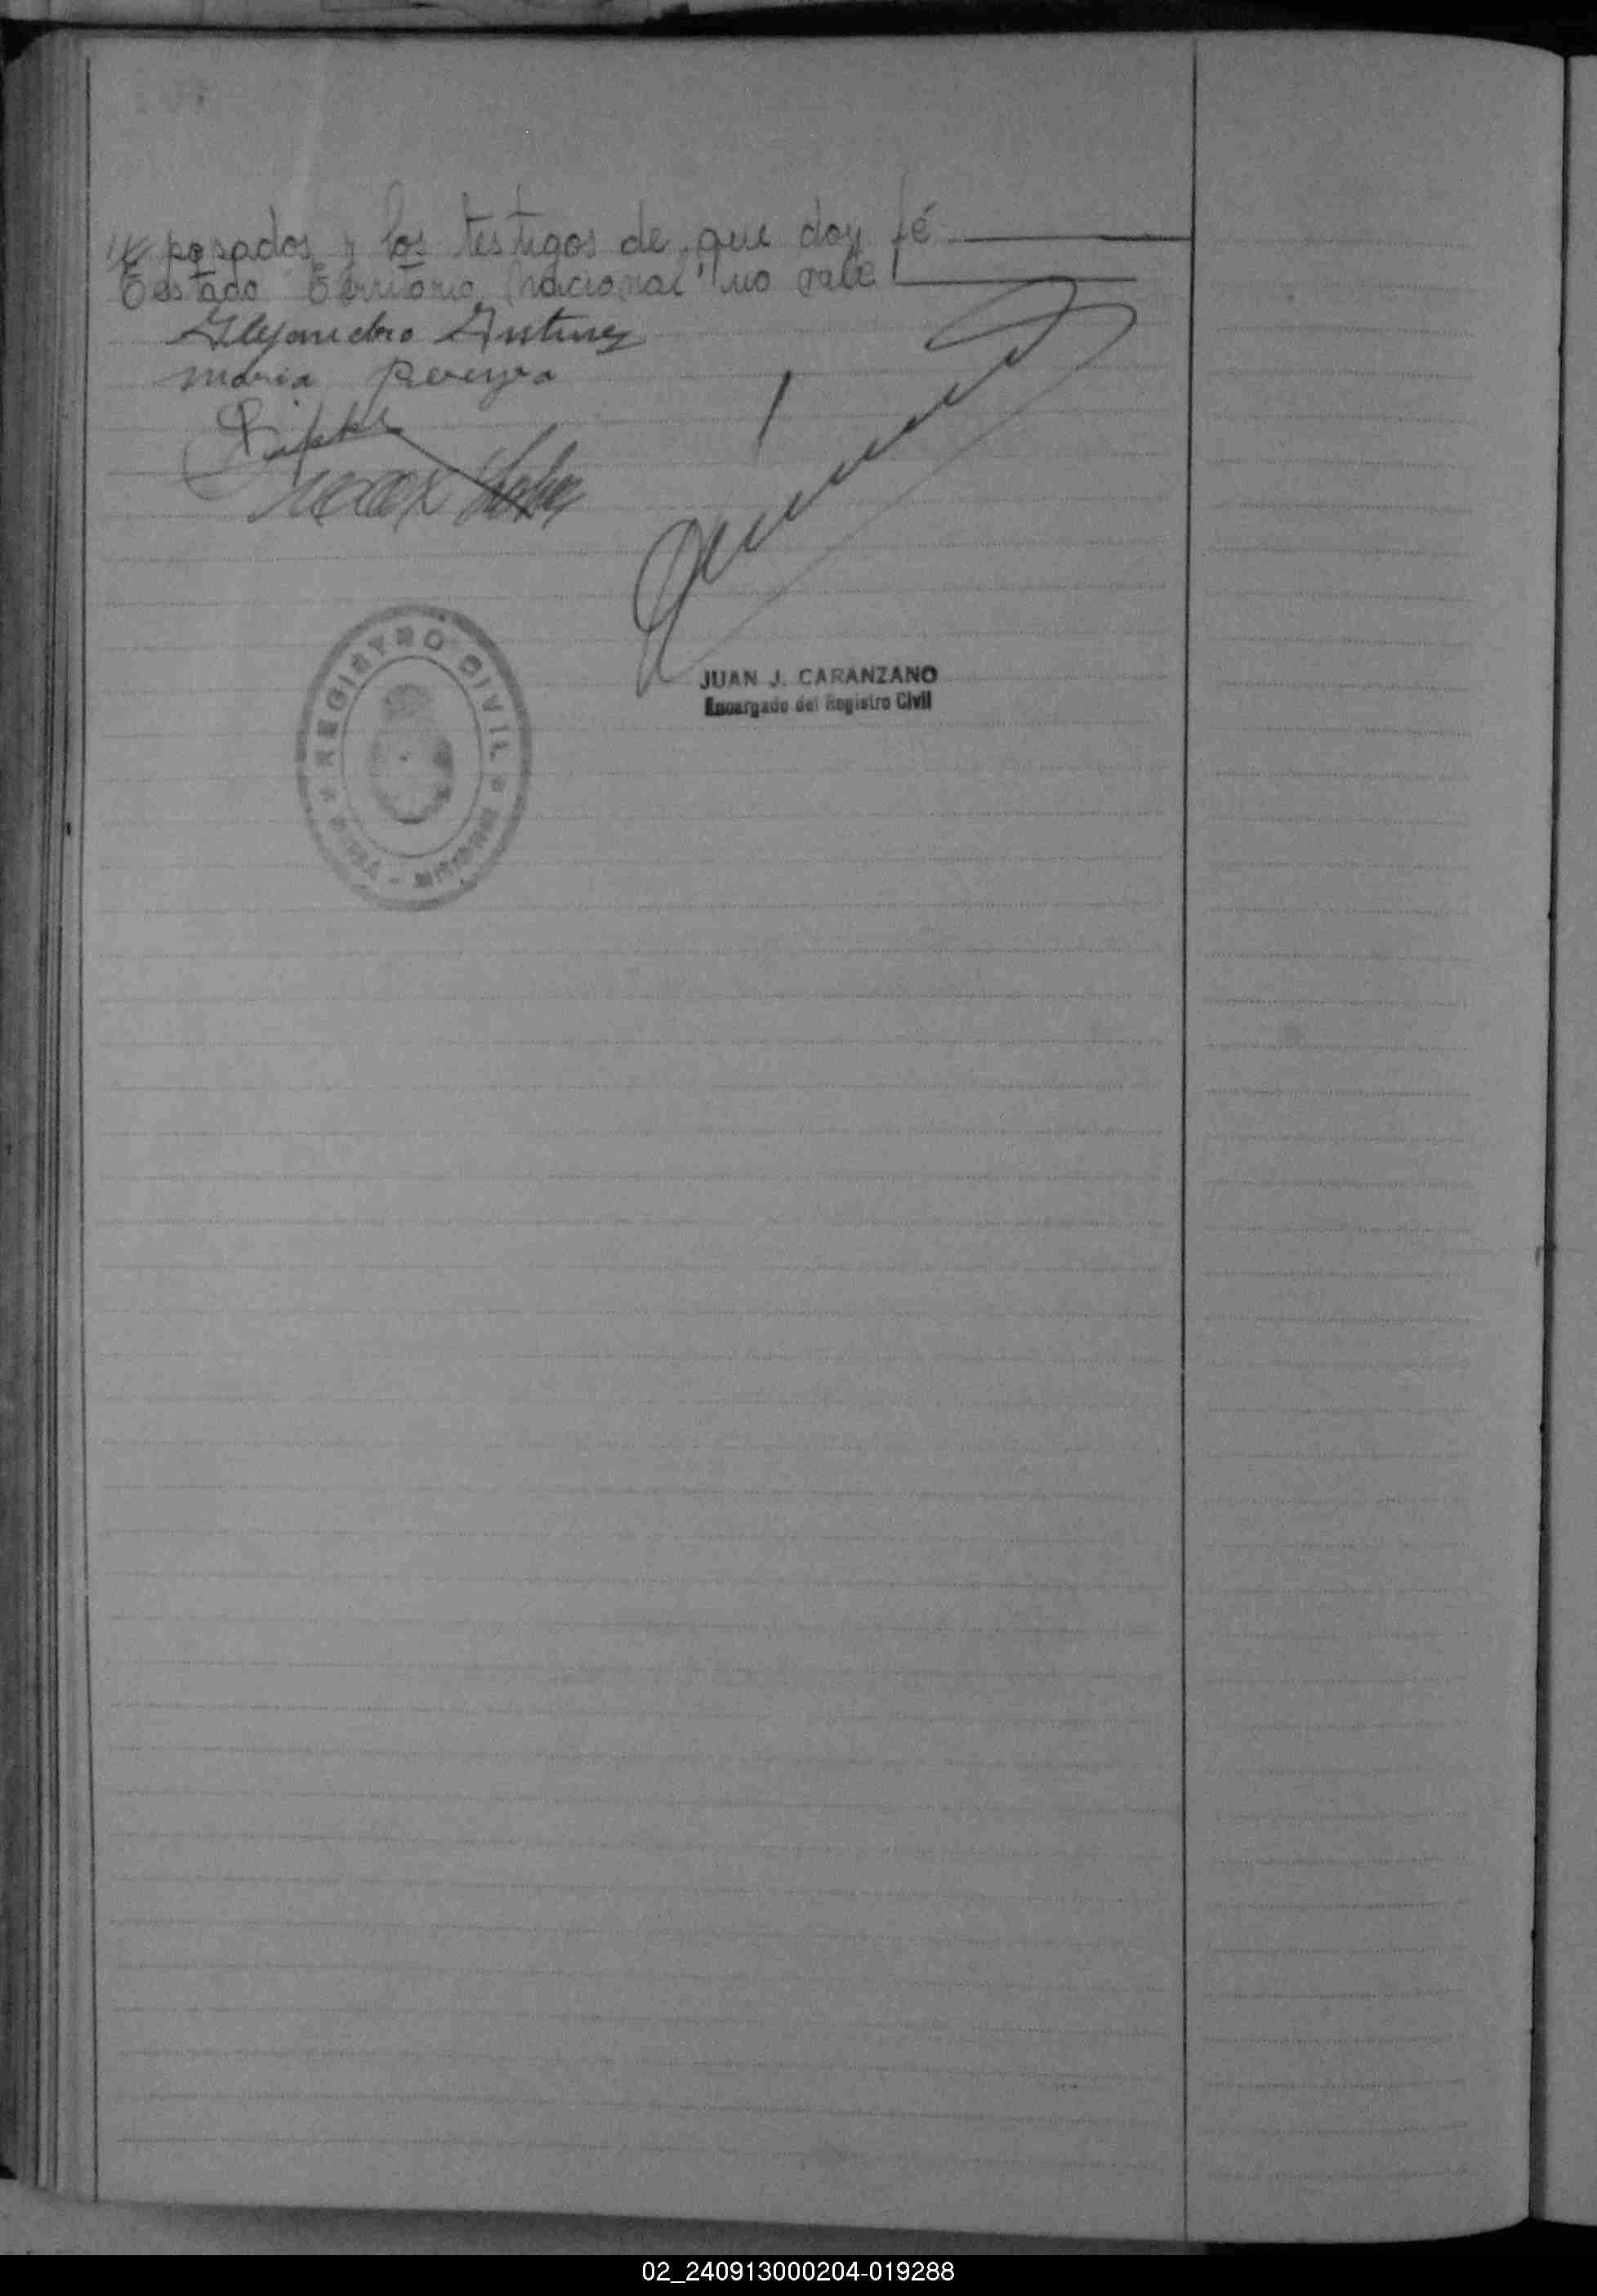 posados y los testigos de que doy fé
Testado "Territorio Nacional" no vale
Alejandro Antunez
maria Pereyra
JUAN J. CARANZANO
Encargado del Registro Civil
REGISTRO CIVIL
02_240913000204-019288